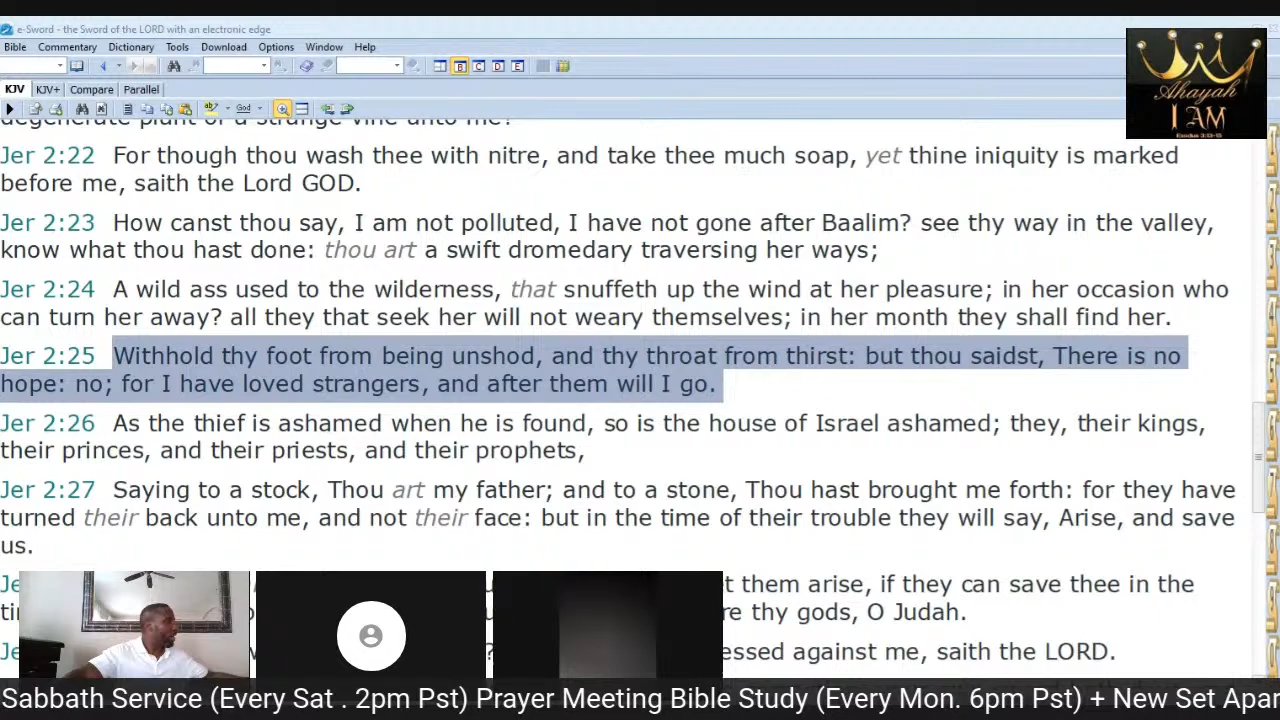 e-Sword - the Sword of the LORD with an electronic edge
Bible Commentary Dictionary Tools Download Options Window Help
B C D E
KJV KJV+ Compare Parallel
God
Ahayah
I AM
Exodus 3:13-15
degenerate plant of a strange vine unto me?
Jer 2:22 For though thou wash thee with nitre, and take thee much soap, yet thine iniquity is marked
before me, saith the Lord GOD.
Jer 2:23 How canst thou say, I am not polluted, I have not gone after Baalim? see thy way in the valley,
know what thou hast done: thou art a swift dromedary traversing her ways;
Jer 2:24 A wild ass used to the wilderness, that snuffeth up the wind at her pleasure; in her occasion who
can turn her away? all they that seek her will not weary themselves; in her month they shall find her.
Jer 2:25 Withhold thy foot from being unshod, and thy throat from thirst: but thou saidst, There is no
hope: no; for I have loved strangers, and after them will I go.
Jer 2:26 As the thief is ashamed when he is found, so is the house of Israel ashamed; they, their kings,
their princes, and their priests, and their prophets,
Jer 2:27 Saying to a stock, Thou art my father; and to a stone, Thou hast brought me forth: for they have
turned their back unto me, and not their face: but in the time of their trouble they will say, Arise, and save
us.
them arise, if they can save thee in the
thy gods, O Judah.
against me, saith the LORD.
Sabbath Service (Every Sat . 2pm Pst) Prayer Meeting Bible Study (Every Mon. 6pm Pst) + New Set Apar